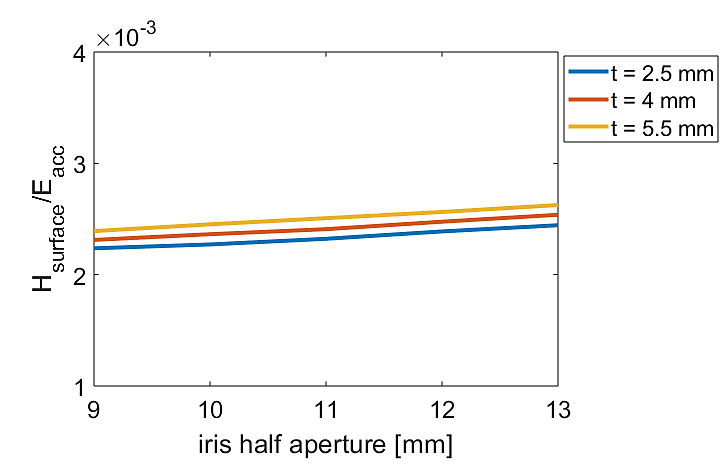 ×10⁻³
4
3
2
1
9 10 11 12 13
H_surface/E_acc
iris half aperture [mm]
t = 2.5 mm
t = 4 mm
t = 5.5 mm